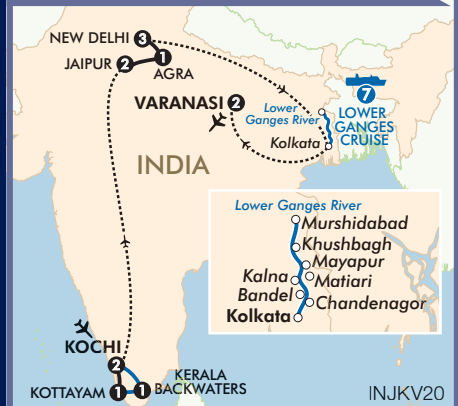 NEW DELHI 3
JAIPUR 2
1
AGRA
VARANASI 2
Lower
Ganges River
Kolkata
7
LOWER
GANGES
CRUISE
INDIA
Lower Ganges River
Murshidabad
Khushbagh
Mayapur
Kalna
Matiari
Bandel
Chandenagor
Kolkata
KOCHI
2
KERALA
BACKWATERS
KOTTAYAM 1
1
INJKV20